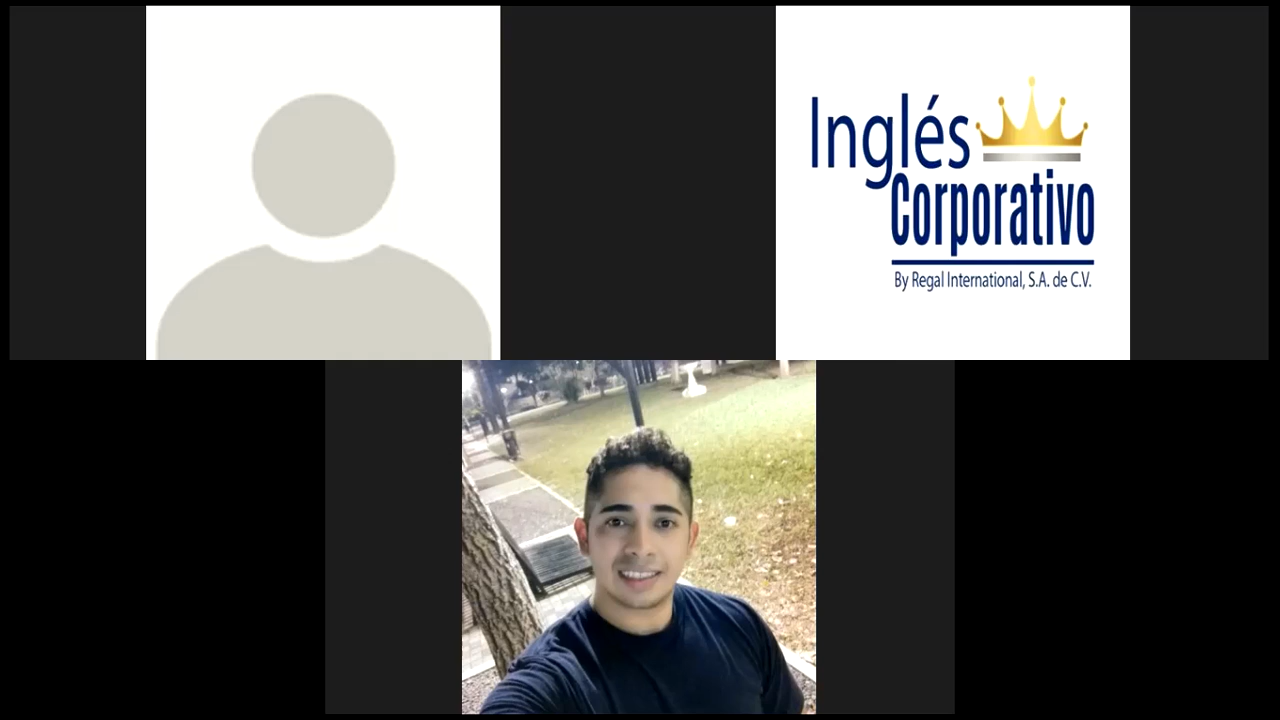 Inglés
Corporativo
By Regal International, S.A. de C.V.